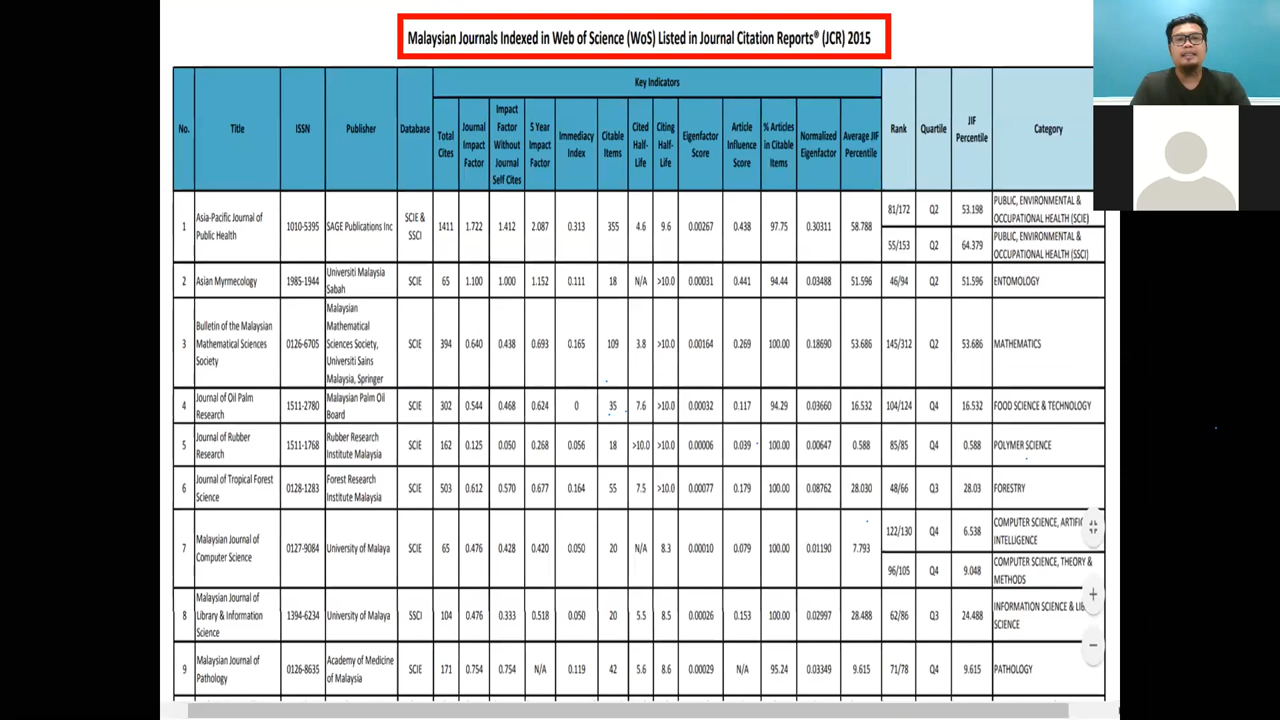 Malaysian Journals Indexed in Web of Science (WoS) Listed in Journal Citation Reports® (JCR) 2015
Key Indicators
No. Title ISSN Publisher Database Total Cites Journal Impact Factor Impact Factor Without Journal Self Cites 5 Year Impact Factor Immediacy Index Citable Items Cited Half-Life Citing Half-Life Eigenfactor Score Article Influence Score % Articles in Citable Items Normalized Eigenfactor Average JIF Percentile Rank Quartile JIF Percentile Category
1 Asia-Pacific Journal of Public Health 1010-5395 SAGE Publications Inc SCIE & SSCI 1411 1.722 1.412 2.087 0.313 355 4.6 9.6 0.00267 0.438 97.75 0.30311 58.788 81/172 Q2 53.198 PUBLIC, ENVIRONMENTAL & OCCUPATIONAL HEALTH (SCIE)
55/153 Q2 64.379 PUBLIC, ENVIRONMENTAL & OCCUPATIONAL HEALTH (SSCI)
2 Asian Myrmecology 1985-1944 Universiti Malaysia Sabah SCIE 65 1.100 1.000 1.152 0.111 18 N/A >10.0 0.00031 0.441 94.44 0.03488 51.596 46/94 Q2 51.596 ENTOMOLOGY
3 Bulletin of the Malaysian Mathematical Sciences Society 0126-6705 Malaysian Mathematical Sciences Society, Universiti Sains Malaysia, Springer SCIE 394 0.640 0.438 0.693 0.165 109 3.8 >10.0 0.00164 0.269 100.00 0.18690 53.686 145/312 Q2 53.686 MATHEMATICS
4 Journal of Oil Palm Research 1511-2780 Malaysian Palm Oil Board SCIE 302 0.544 0.468 0.624 0 35 7.6 >10.0 0.00032 0.117 94.29 0.03660 16.532 104/124 Q4 16.532 FOOD SCIENCE & TECHNOLOGY
5 Journal of Rubber Research 1511-1768 Rubber Research Institute Malaysia SCIE 162 0.125 0.050 0.268 0.056 18 >10.0 >10.0 0.00006 0.039 100.00 0.00647 0.588 85/85 Q4 0.588 POLYMER SCIENCE
6 Journal of Tropical Forest Science 0128-1283 Forest Research Institute Malaysia SCIE 503 0.612 0.570 0.677 0.164 55 7.5 >10.0 0.00077 0.179 100.00 0.08762 28.030 48/66 Q3 28.03 FORESTRY
7 Malaysian Journal of Computer Science 0127-9084 University of Malaya SCIE 65 0.476 0.428 0.420 0.050 20 N/A 8.3 0.00010 0.079 100.00 0.01190 7.793 122/130 Q4 6.538 COMPUTER SCIENCE, INTELLIGENCE
96/105 Q4 9.048 COMPUTER SCIENCE, THEORY & METHODS
8 Malaysian Journal of Library & Information Science 1394-6234 University of Malaya SSCI 104 0.476 0.333 0.518 0.050 20 5.5 8.5 0.00026 0.153 100.00 0.02997 28.488 62/86 Q3 24.488 INFORMATION SCIENCE & SCIENCE
9 Malaysian Journal of Pathology 0126-8635 Academy of Medicine of Malaysia SCIE 171 0.754 0.754 N/A 0.119 42 5.6 8.6 0.00029 N/A 95.24 0.03349 9.615 71/78 Q4 9.615 PATHOLOGY